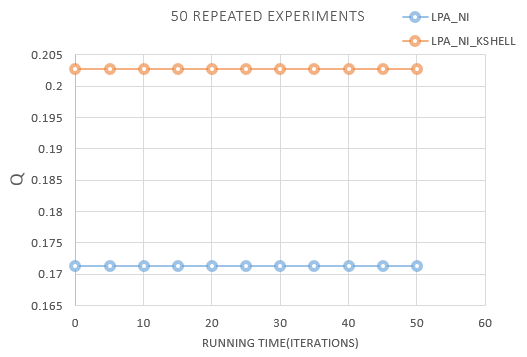 50 REPEATED EXPERIMENTS
LPA_NI
LPA_NI_KSHELL
0.205
0.2
0.195
0.19
0.185
0.18
0.175
0.17
0.165
Q
0 10 20 30 40 50 60
RUNNING TIME(ITERATIONS)